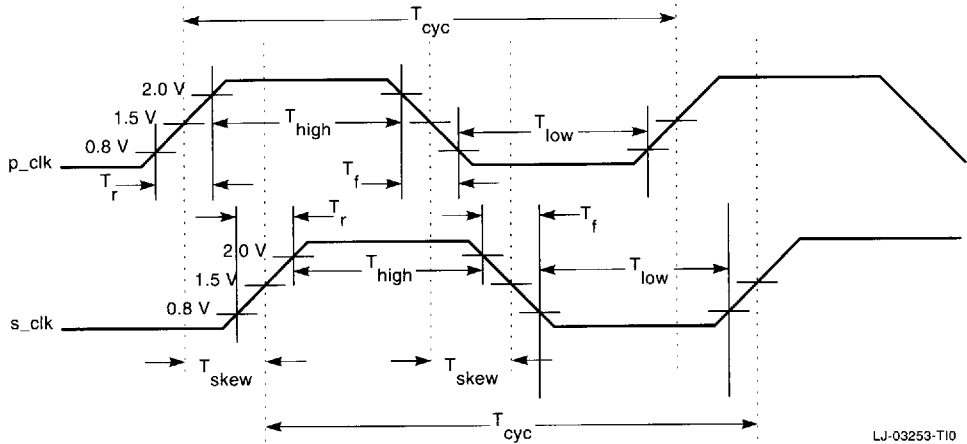 T cyc
2.0 V
1.5 V
T high
T low
0.8 V
p_clk
T r
T f
T r
T f
2.0 V
T high
1.5 V
T low
0.8 V
s_clk
T skew
T skew
T cyc
LJ-03253-TI0